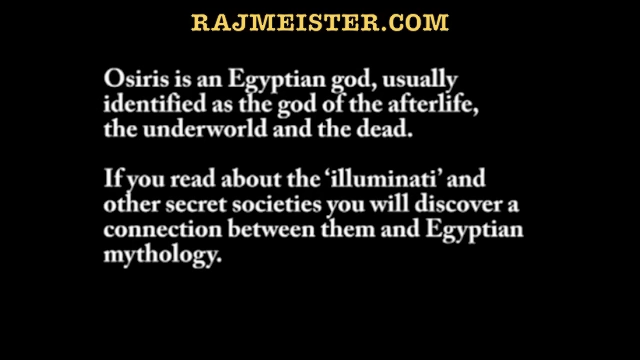 RAJMEISTER.COM
Osiris is an Egyptian god, usually
identified as the god of the afterlife,
the underworld and the dead.
If you read about the ‘illuminati’ and
other secret societies you will discover a
connection between them and Egyptian
mythology.